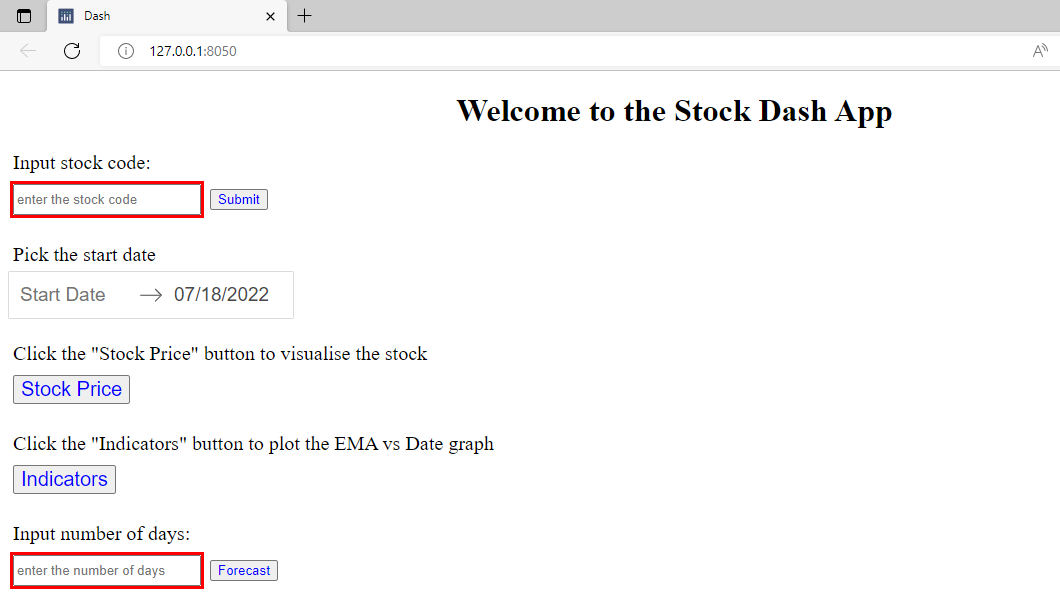 Dash
127.0.0.1:8050
Welcome to the Stock Dash App
Input stock code:
enter the stock code Submit
Pick the start date
Start Date → 07/18/2022
Click the "Stock Price" button to visualise the stock
Stock Price
Click the "Indicators" button to plot the EMA vs Date graph
Indicators
Input number of days:
enter the number of days Forecast